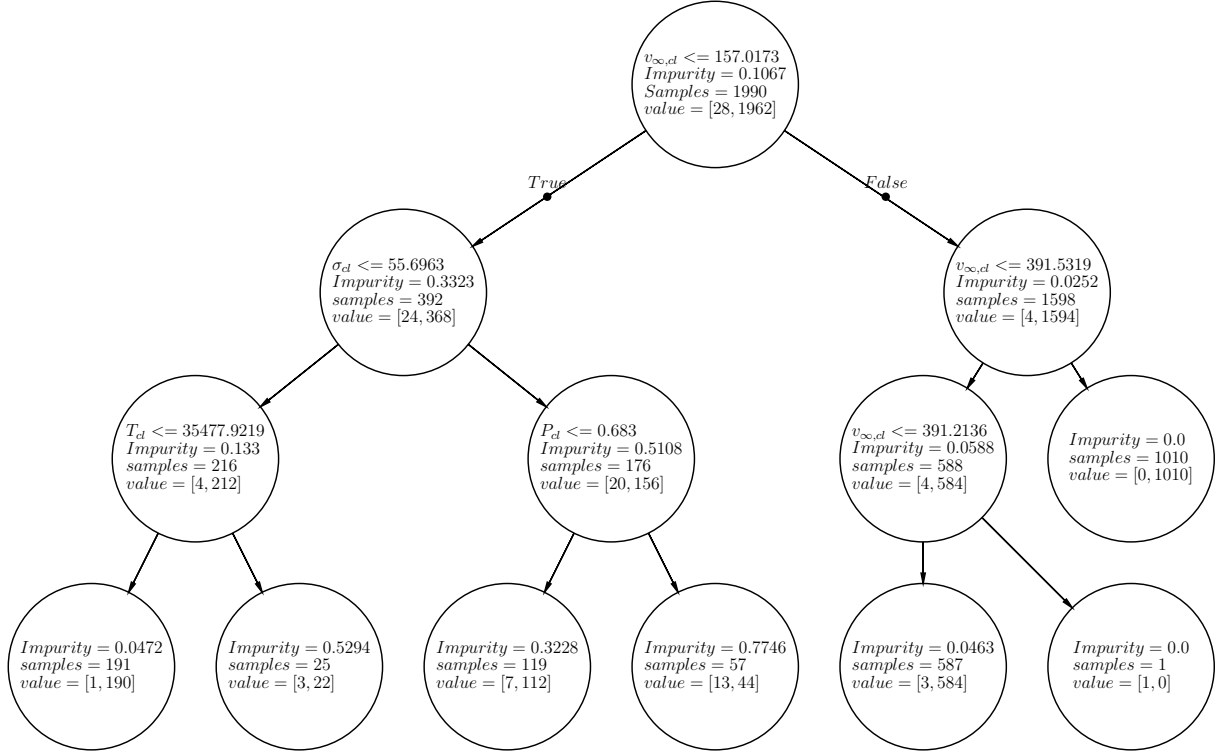 v∞,cl <= 157.0173
Impurity = 0.1067
Samples = 1990
value = [28, 1962]
True
False
σcl <= 55.6963
Impurity = 0.3323
samples = 392
value = [24, 368]
v∞,cl <= 391.5319
Impurity = 0.0252
samples = 1598
value = [4, 1594]
Tcl <= 35477.9219
Impurity = 0.133
samples = 216
value = [4, 212]
Pcl <= 0.683
Impurity = 0.5108
samples = 176
value = [20, 156]
v∞,cl <= 391.2136
Impurity = 0.0588
samples = 588
value = [4, 584]
Impurity = 0.0
samples = 1010
value = [0, 1010]
Impurity = 0.0472
samples = 191
value = [1, 190]
Impurity = 0.5294
samples = 25
value = [3, 22]
Impurity = 0.3228
samples = 119
value = [7, 112]
Impurity = 0.7746
samples = 57
value = [13, 44]
Impurity = 0.0463
samples = 587
value = [3, 584]
Impurity = 0.0
samples = 1
value = [1, 0]